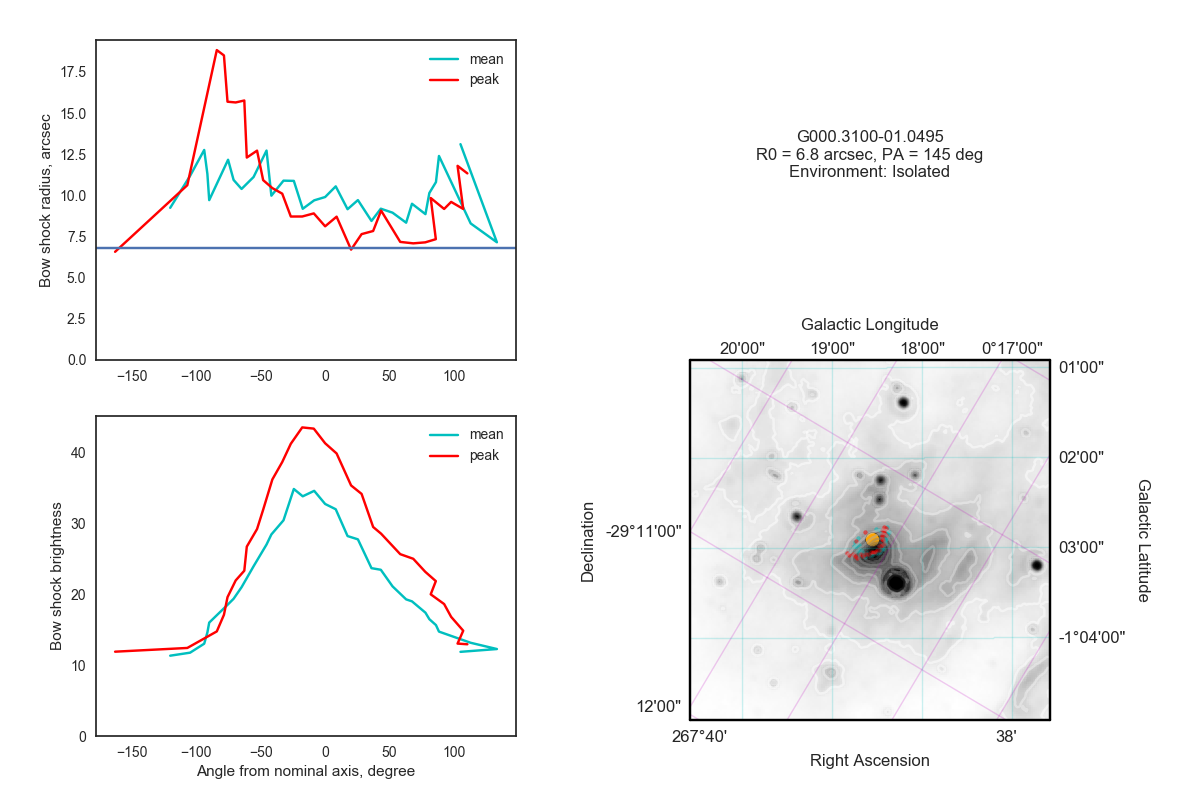 17.5
15.0
12.5
10.0
7.5
5.0
2.5
0.0
Bow shock radius, arcsec
mean
peak
−150 −100 −50 0 50 100
40
30
20
10
0
Bow shock brightness
mean
peak
−150 −100 −50 0 50 100
Angle from nominal axis, degree
G000.3100-01.0495
R0 = 6.8 arcsec, PA = 145 deg
Environment: Isolated
Galactic Longitude
20'00" 19'00" 18'00" 0°17'00"
01'00"
02'00"
03'00"
-1°04'00"
Galactic Latitude
-29°11'00"
12'00"
Declination
267°40' 38'
Right Ascension